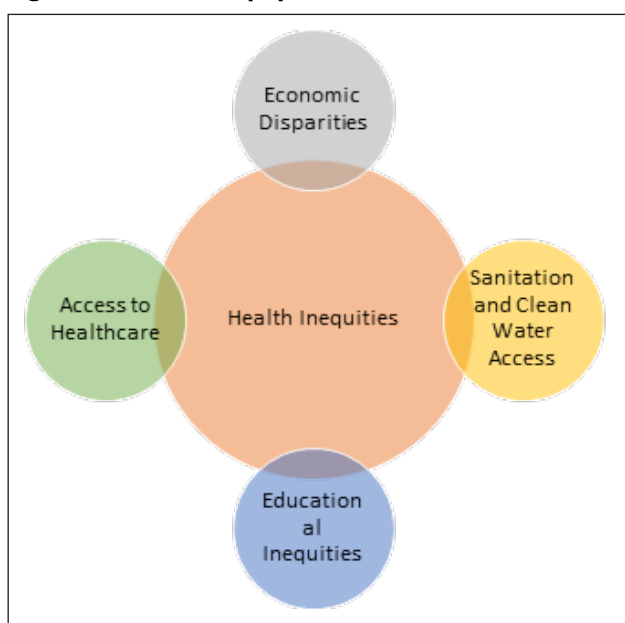 Economic
Disparities
Access to
Healthcare
Health Inequities
Sanitation
and Clean
Water
Access
Education
al
Inequities